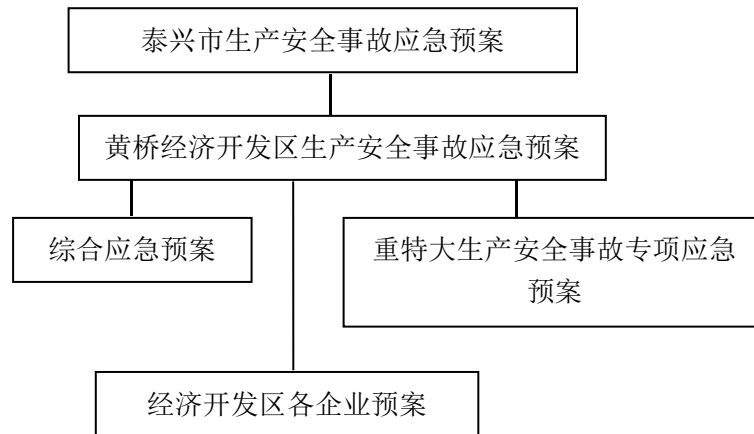 泰兴市生产安全事故应急预案
黄桥经济开发区生产安全事故应急预案
综合应急预案
重特大生产安全事故专项应急
预案
经济开发区各企业预案